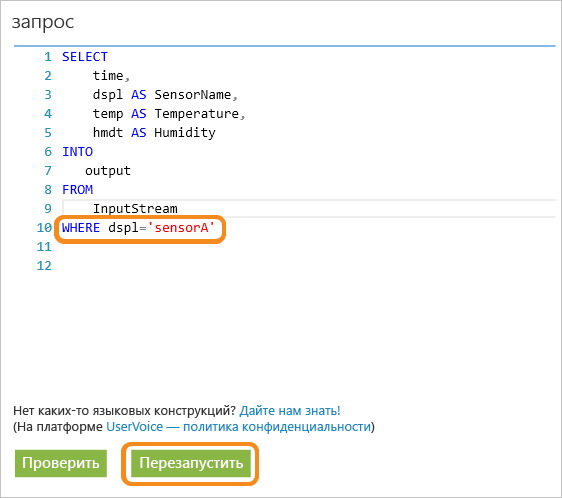 запрос
1 SELECT
2 time,
3 dspl AS SensorName,
4 temp AS Temperature,
5 hmdt AS Humidity
6 INTO
7 output
8 FROM
9 InputStream
10 WHERE dspl='sensorA'
11
12
Нет каких-то языковых конструкций? Дайте нам знать!
(На платформе UserVoice — политика конфиденциальности)
Проверить Перезапустить